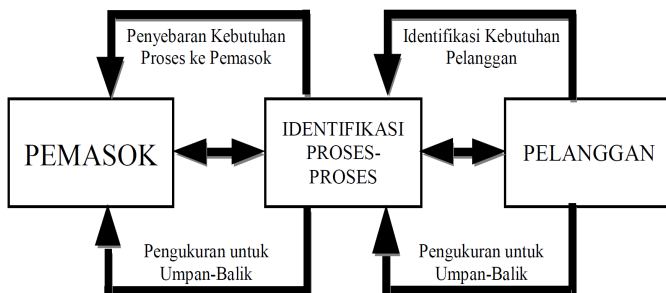 Penyebaran Kebutuhan
Proses ke Pemasok
Identifikasi Kebutuhan
Pelanggan
PEMASOK
IDENTIFIKASI
PROSES-
PROSES
PELANGGAN
Pengukuran untuk
Umpan-Balik
Pengukuran untuk
Umpan-Balik